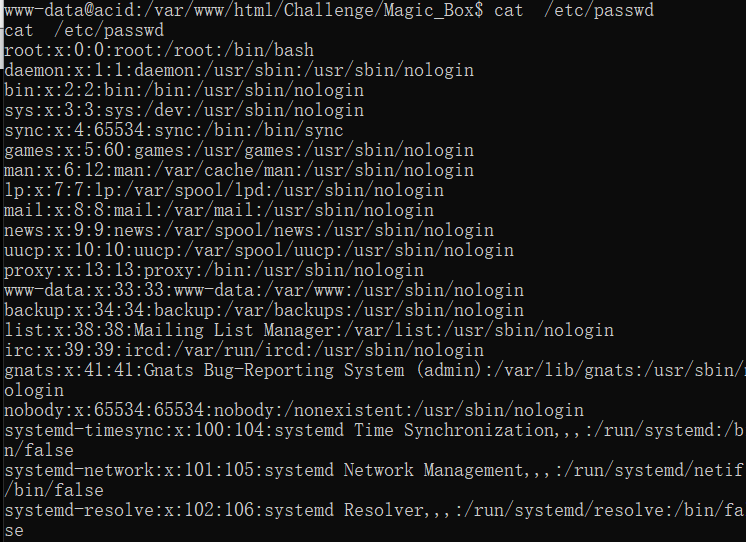 www-data@acid:/var/www/html/Challenge/Magic_Box$ cat  /etc/passwd
cat  /etc/passwd
root:x:0:0:root:/root:/bin/bash
daemon:x:1:1:daemon:/usr/sbin:/usr/sbin/nologin
bin:x:2:2:bin:/bin:/usr/sbin/nologin
sys:x:3:3:sys:/dev:/usr/sbin/nologin
sync:x:4:65534:sync:/bin:/bin/sync
games:x:5:60:games:/usr/games:/usr/sbin/nologin
man:x:6:12:man:/var/cache/man:/usr/sbin/nologin
lp:x:7:7:lp:/var/spool/lpd:/usr/sbin/nologin
mail:x:8:8:mail:/var/mail:/usr/sbin/nologin
news:x:9:9:news:/var/spool/news:/usr/sbin/nologin
uucp:x:10:10:uucp:/var/spool/uucp:/usr/sbin/nologin
proxy:x:13:13:proxy:/bin:/usr/sbin/nologin
www-data:x:33:33:www-data:/var/www:/usr/sbin/nologin
backup:x:34:34:backup:/var/backups:/usr/sbin/nologin
list:x:38:38:Mailing List Manager:/var/list:/usr/sbin/nologin
irc:x:39:39:ircd:/var/run/ircd:/usr/sbin/nologin
gnats:x:41:41:Gnats Bug-Reporting System (admin):/var/lib/gnats:/usr/sbin/n
ologin
nobody:x:65534:65534:nobody:/nonexistent:/usr/sbin/nologin
systemd-timesync:x:100:104:systemd Time Synchronization,,,:/run/systemd:/b
n/false
systemd-network:x:101:105:systemd Network Management,,,:/run/systemd/netif
/bin/false
systemd-resolve:x:102:106:systemd Resolver,,,:/run/systemd/resolve:/bin/fa
se